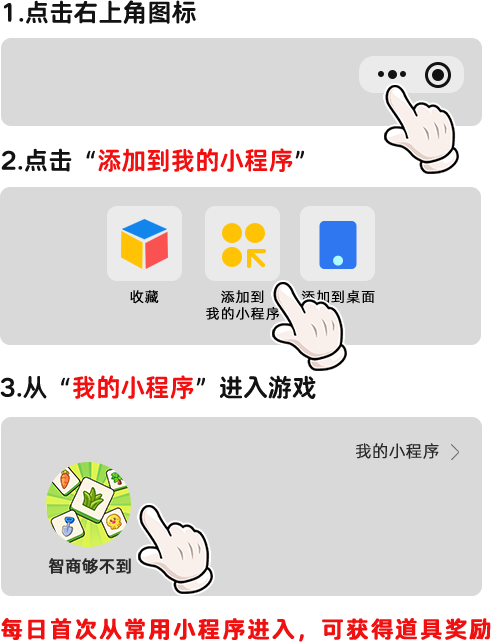 1.点击右上角图标
2.点击“添加到我的小程序”
收藏
添加到
我的小程序
添加到桌面
3.从“我的小程序”进入游戏
我的小程序
智商够不到
每日首次从常用小程序进入，可获得道具奖励